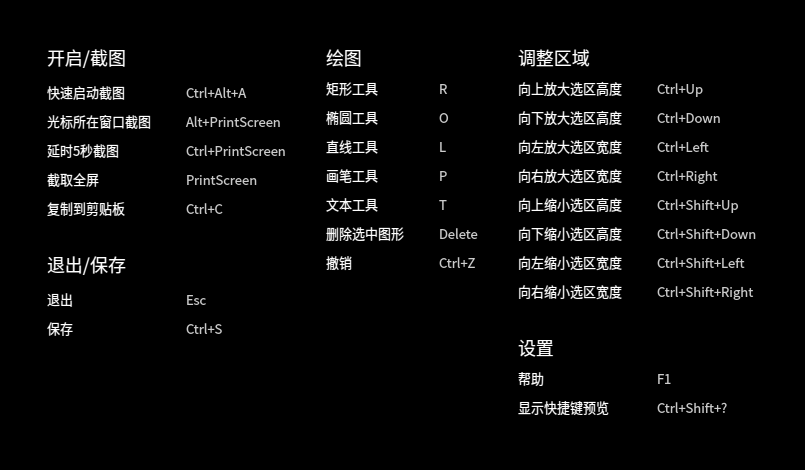 开启/截图
快速启动截图 Ctrl+Alt+A
光标所在窗口截图 Alt+PrintScreen
延时5秒截图 Ctrl+PrintScreen
截取全屏 PrintScreen
复制到剪贴板 Ctrl+C
退出/保存
退出 Esc
保存 Ctrl+S
绘图
矩形工具 R
椭圆工具 O
直线工具 L
画笔工具 P
文本工具 T
删除选中图形 Delete
撤销 Ctrl+Z
调整区域
向上放大选区高度 Ctrl+Up
向下放大选区高度 Ctrl+Down
向左放大选区宽度 Ctrl+Left
向右放大选区宽度 Ctrl+Right
向上缩小选区高度 Ctrl+Shift+Up
向下缩小选区高度 Ctrl+Shift+Down
向左缩小选区宽度 Ctrl+Shift+Left
向右缩小选区宽度 Ctrl+Shift+Right
设置
帮助 F1
显示快捷键预览 Ctrl+Shift+?